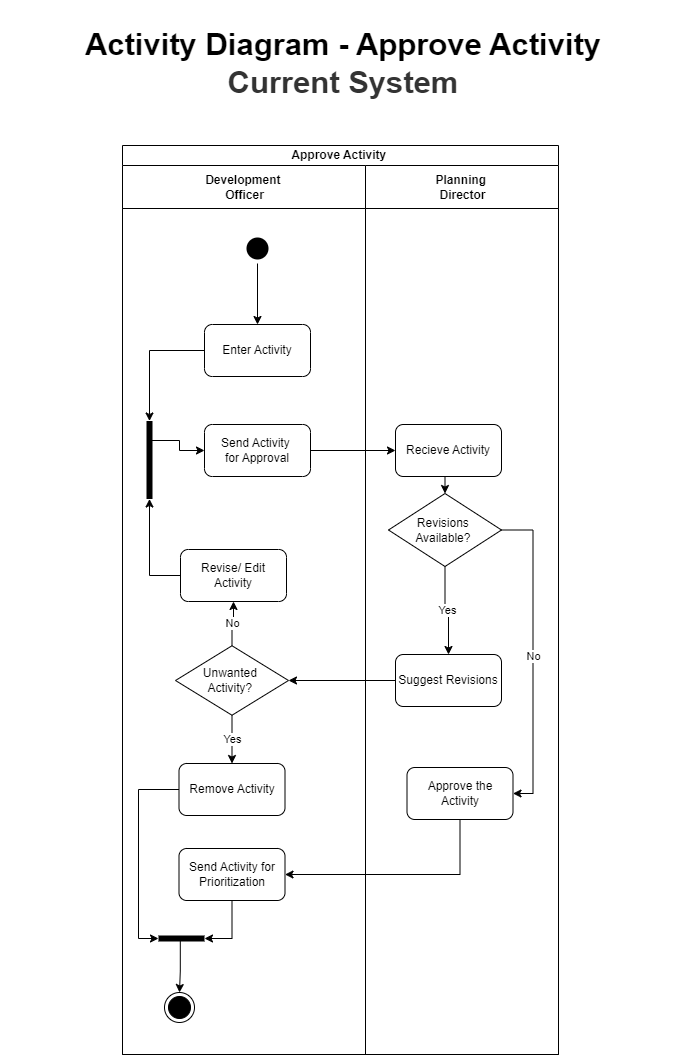 Activity Diagram - Approve Activity
Current System
Approve Activity
Development
Officer
Planning
Director
Enter Activity
Send Activity
for Approval
Recieve Activity
Revisions
Available?
Revise/ Edit
Activity
Yes
No
Unwanted
Activity?
Suggest Revisions
No
Yes
Remove Activity
Approve the
Activity
Send Activity for
Prioritization